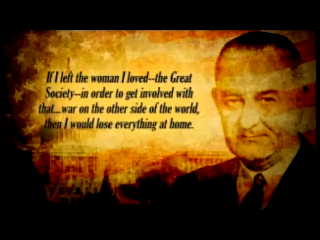 If I left the woman I loved--the Great
Society--in order to get involved with
that...war on the other side of the world,
then I would lose everything at home.